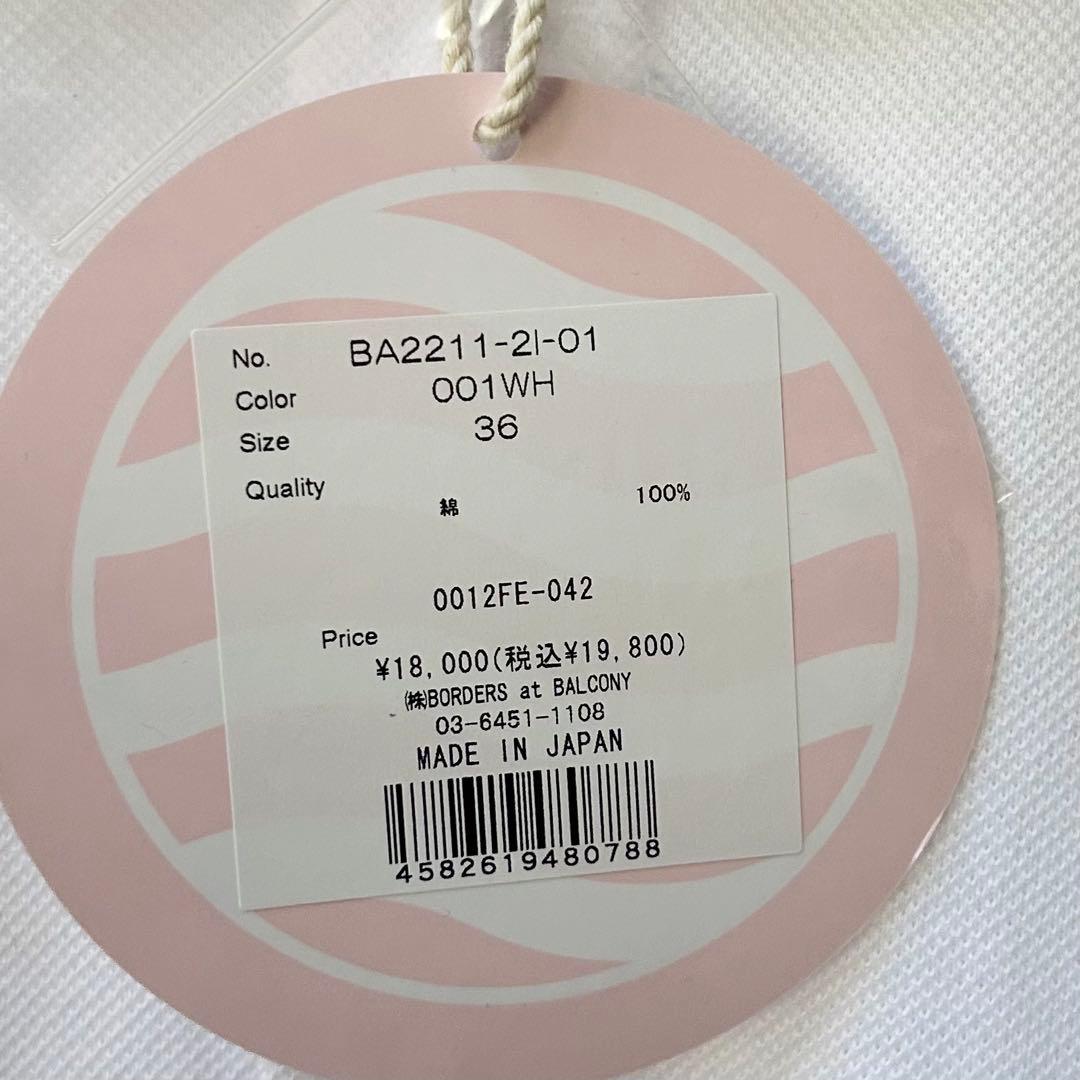 No. BA2211-2I-01
Color 001WH
Size 36
Quality 綿 100%
0012FE-042
Price
¥18,000(税込¥19,800)
㈱BORDERS at BALCONY
03-6451-1108
MADE IN JAPAN
4582619480788